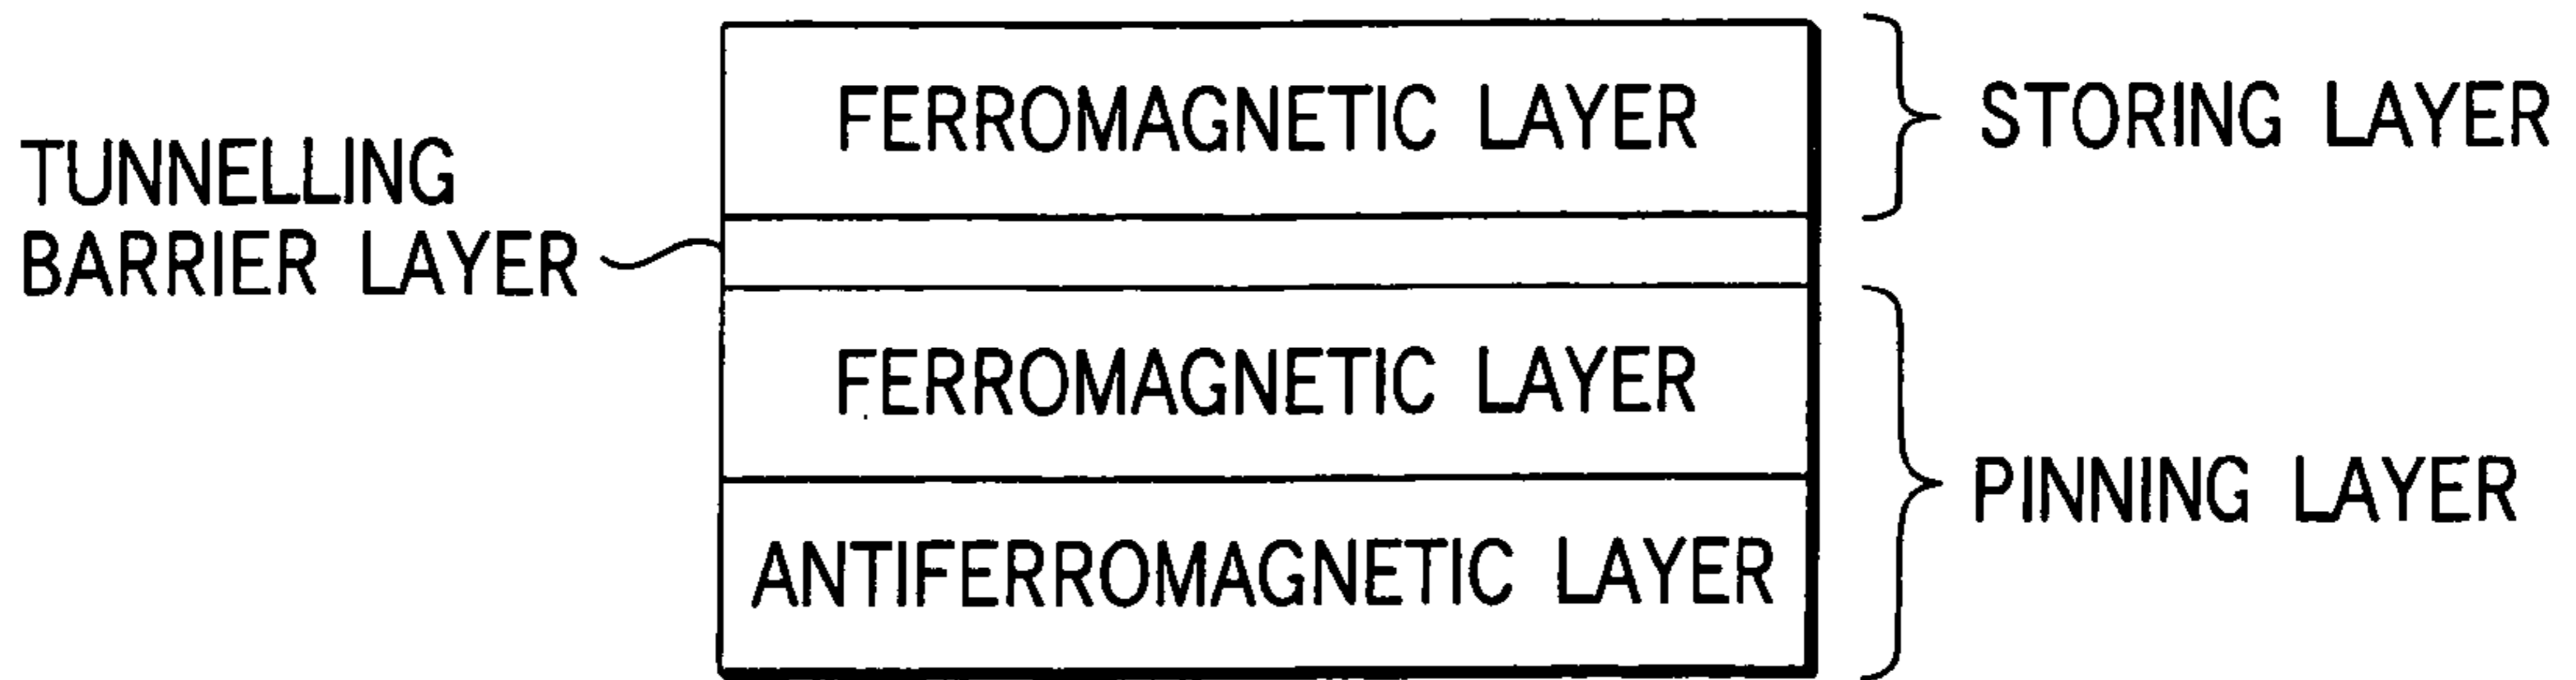 FERROMAGNETIC LAYER
STORING LAYER
TUNNELLING
BARRIER LAYER
FERROMAGNETIC LAYER
PINNING LAYER
ANTIFERROMAGNETIC LAYER